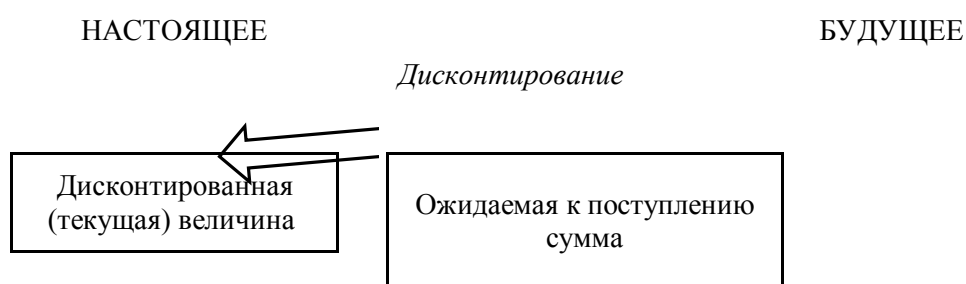 НАСТОЯЩЕЕ БУДУЩЕЕ
Дисконтирование
Дисконтированная
(текущая) величина
Ожидаемая к поступлению
сумма